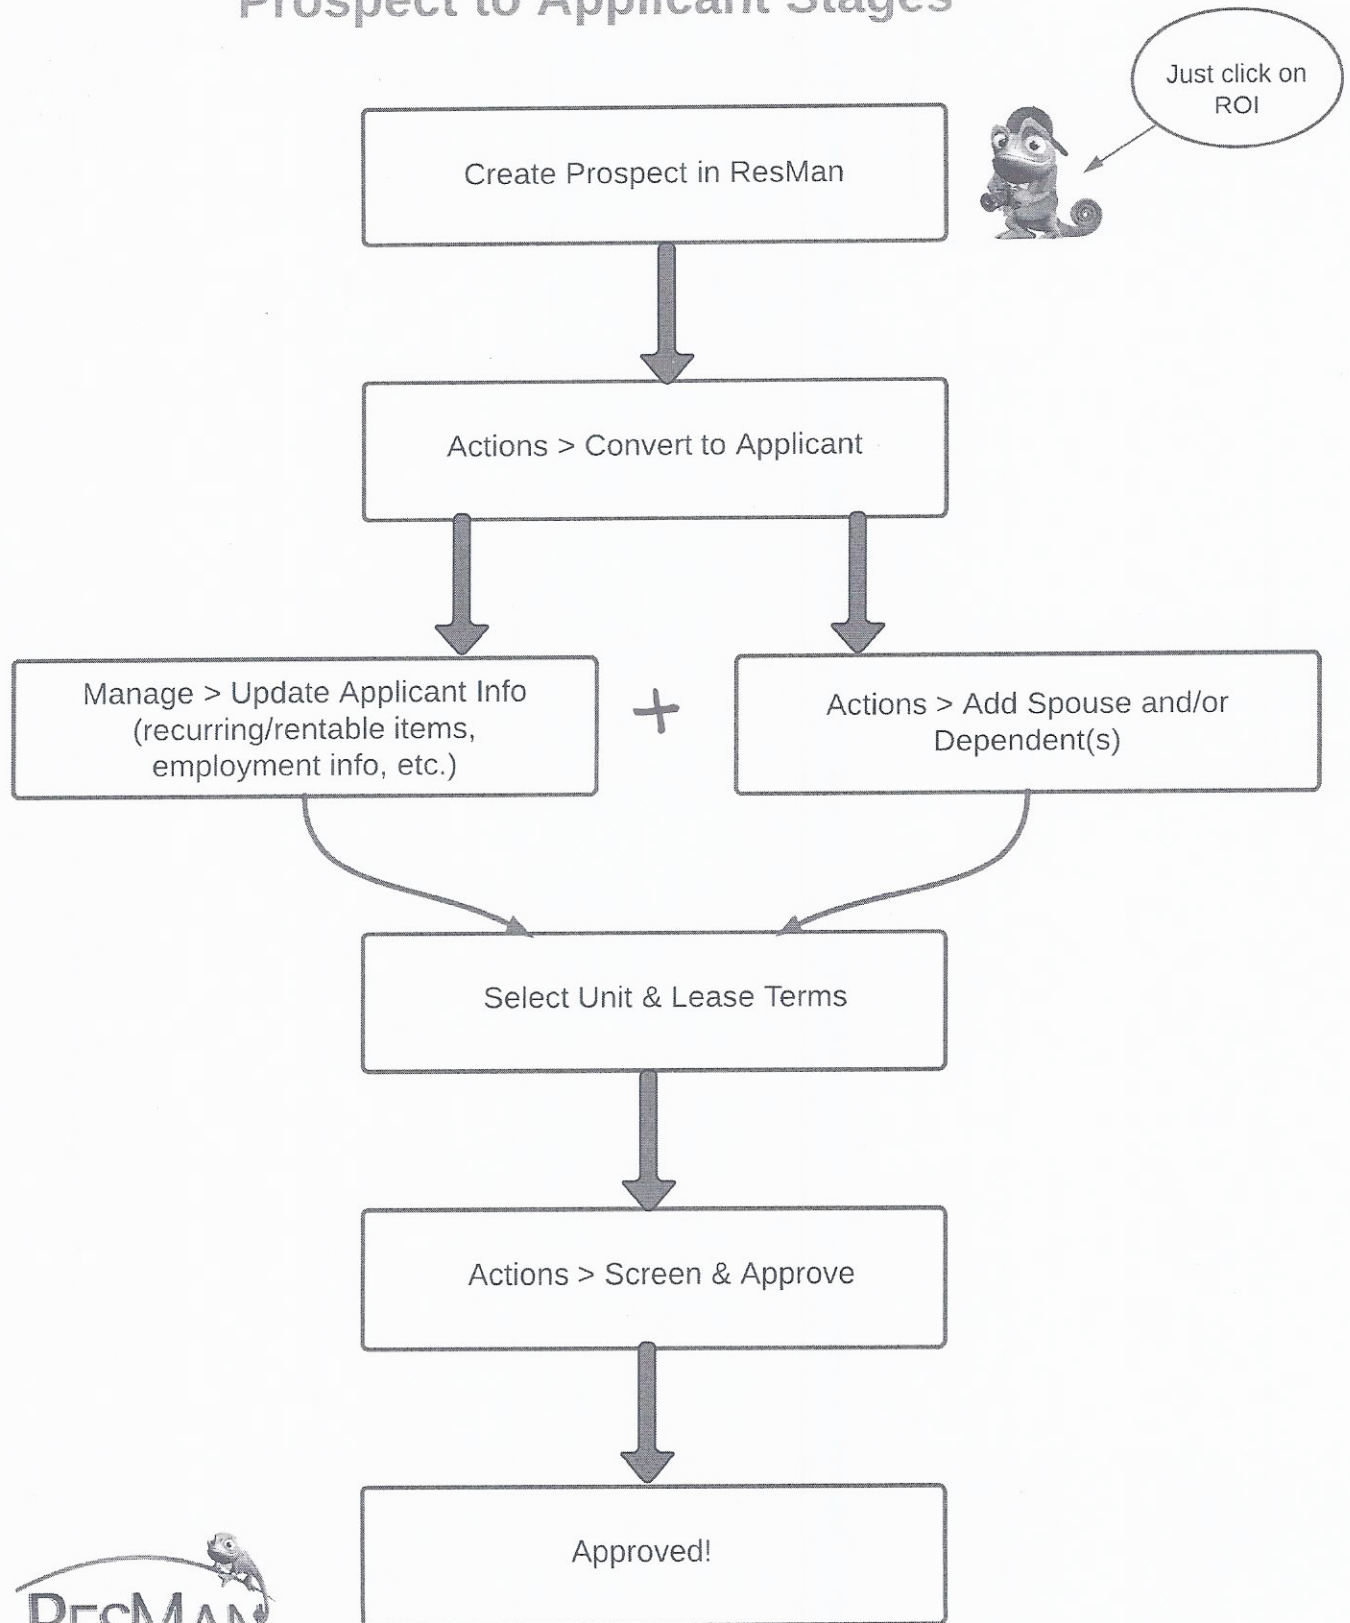 Prospect to Applicant Stages
Just click on
ROI
Create Prospect in ResMan
Actions > Convert to Applicant
Manage > Update Applicant Info
(recurring/rentable items,
employment info, etc.)
+
Actions > Add Spouse and/or
Dependent(s)
Select Unit & Lease Terms
Actions > Screen & Approve
Approved!
RESMAN